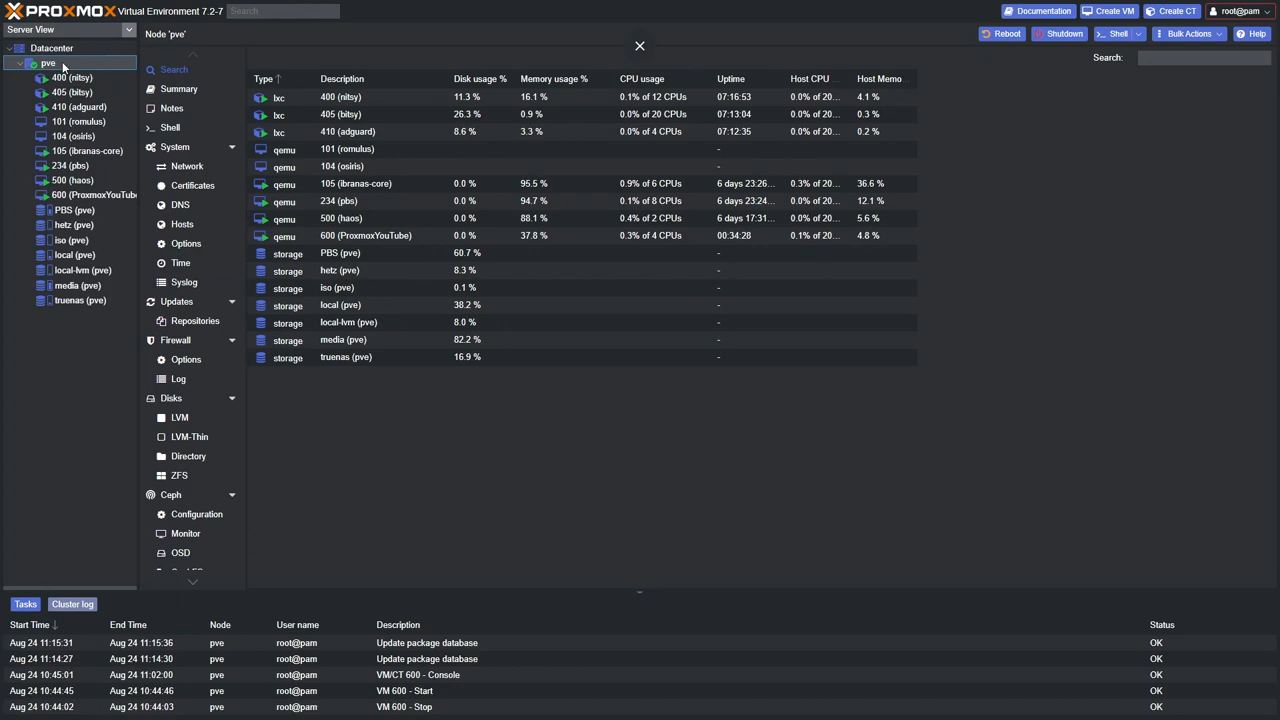 PROXMOX Virtual Environment 7.2-7 Search Documentation Create VM Create CT root@pam
Server View Node 'pve' Reboot Shutdown Shell Bulk Actions Help
Datacenter
pve
400 (nitsy)
405 (bitsy)
410 (adguard)
101 (romulus)
104 (osiris)
105 (ibranas-core)
234 (pbs)
500 (haos)
600 (ProxmoxYouTube
PBS (pve)
hetz (pve)
iso (pve)
local (pve)
local-lvm (pve)
media (pve)
truenas (pve)
Search
Summary
Notes
Shell
System
Network
Certificates
DNS
Hosts
Options
Time
Syslog
Updates
Repositories
Firewall
Options
Log
Disks
LVM
LVM-Thin
Directory
ZFS
Ceph
Configuration
Monitor
OSD
Search:
Type Description Disk usage % Memory usage % CPU usage Uptime Host CPU Host Memo
lxc 400 (nitsy) 11.3 % 16.1 % 0.1% of 12 CPUs 07:16:53 0.0% of 20... 4.1 %
lxc 405 (bitsy) 26.3 % 0.9 % 0.0% of 20 CPUs 07:13:04 0.0% of 20... 0.3 %
lxc 410 (adguard) 8.6 % 3.3 % 0.0% of 4 CPUs 07:12:35 0.0% of 20... 0.2 %
qemu 101 (romulus) -
qemu 104 (osiris) -
qemu 105 (ibranas-core) 0.0 % 95.5 % 0.9% of 6 CPUs 6 days 23:26... 0.3% of 20... 36.6 %
qemu 234 (pbs) 0.0 % 94.7 % 0.1% of 8 CPUs 6 days 23:24... 0.0% of 20... 12.1 %
qemu 500 (haos) 0.0 % 88.1 % 0.4% of 2 CPUs 6 days 17:31... 0.0% of 20... 5.6 %
qemu 600 (ProxmoxYouTube) 0.0 % 37.8 % 0.3% of 4 CPUs 00:34:28 0.1% of 20... 4.8 %
storage PBS (pve) 60.7 % -
storage hetz (pve) 8.3 % -
storage iso (pve) 0.1 % -
storage local (pve) 38.2 % -
storage local-lvm (pve) 8.0 % -
storage media (pve) 82.2 % -
storage truenas (pve) 16.9 % -
Tasks Cluster log
Start Time End Time Node User name Description Status
Aug 24 11:15:31 Aug 24 11:15:36 pve root@pam Update package database OK
Aug 24 11:14:27 Aug 24 11:14:30 pve root@pam Update package database OK
Aug 24 10:45:01 Aug 24 11:02:00 pve root@pam VM/CT 600 - Console OK
Aug 24 10:44:45 Aug 24 10:44:46 pve root@pam VM 600 - Start OK
Aug 24 10:44:02 Aug 24 10:44:03 pve root@pam VM 600 - Stop OK